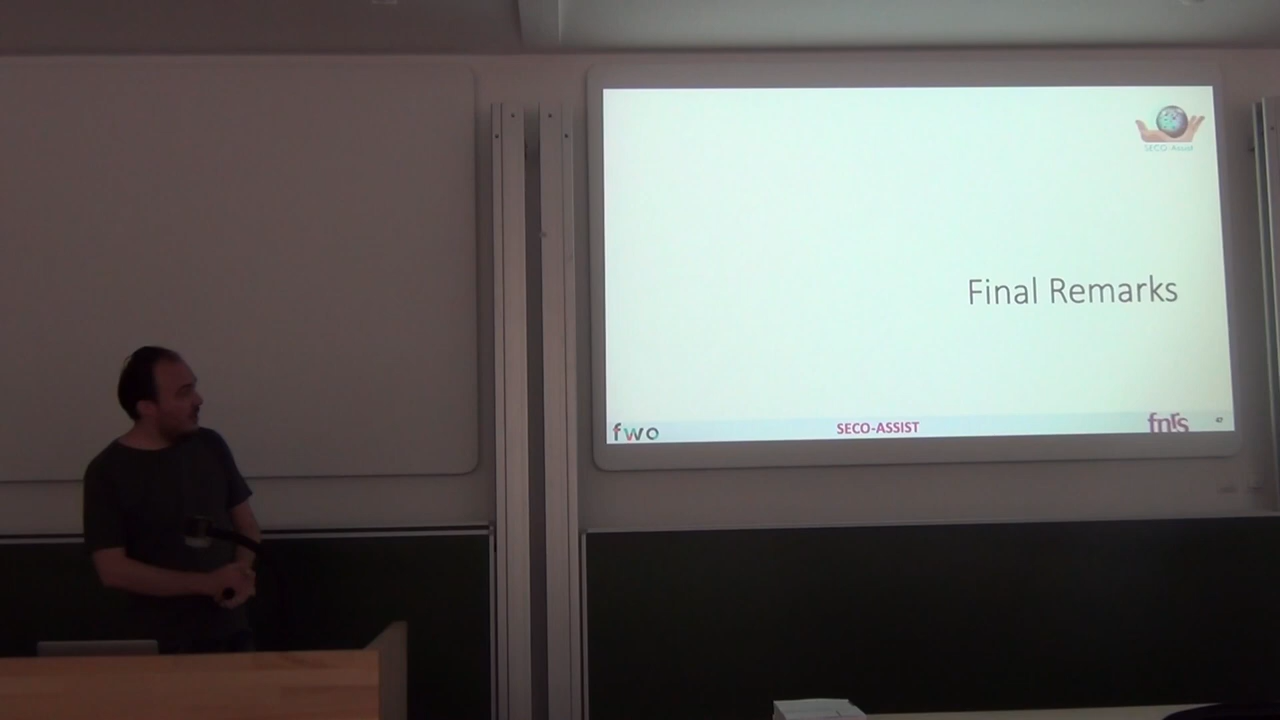 SECO-Assist
Final Remarks
fwo
SECO-ASSIST
fnrs